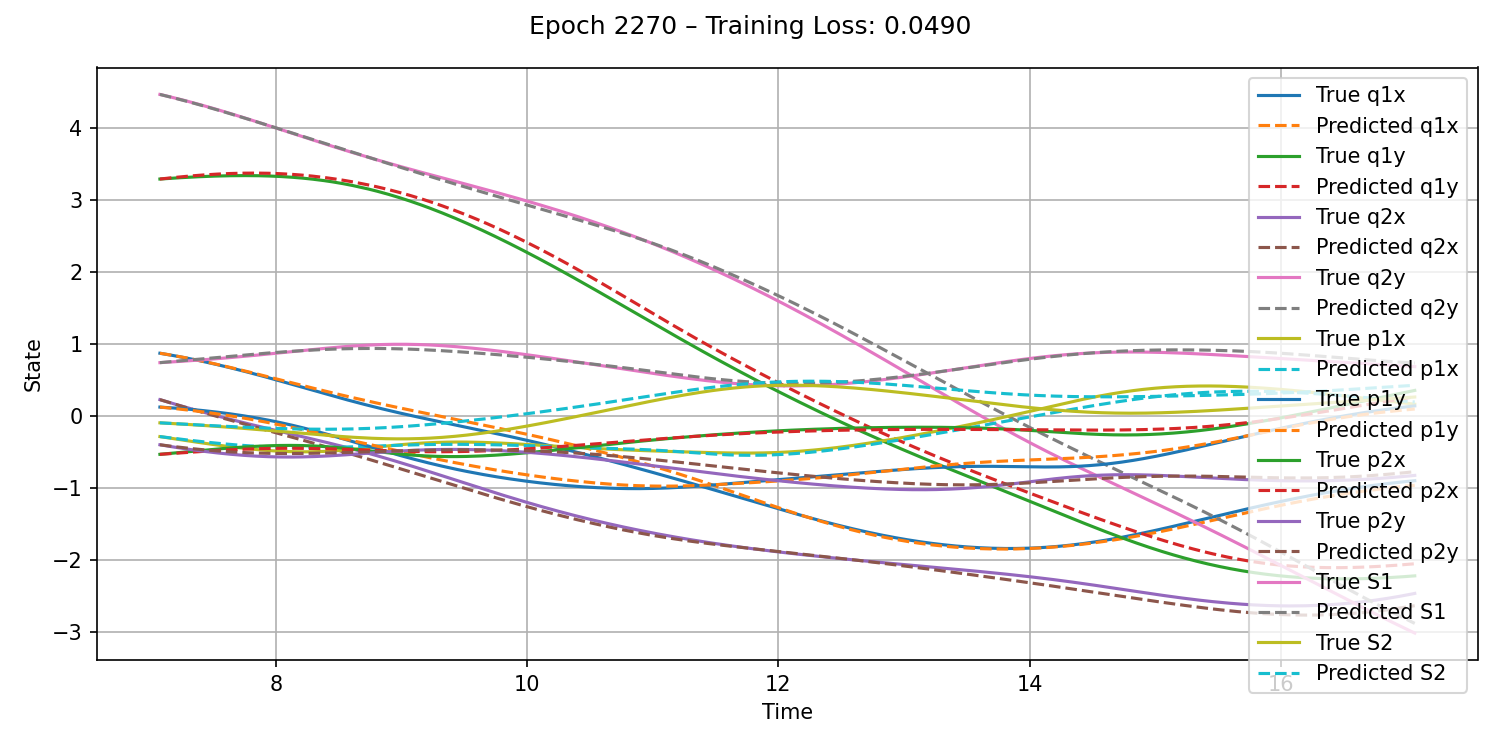 Epoch 2270 – Training Loss: 0.0490
State
4
3
2
1
0
−1
−2
−3
8
10
12
14
16
Time
True q1x
Predicted q1x
True q1y
Predicted q1y
True q2x
Predicted q2x
True q2y
Predicted q2y
True p1x
Predicted p1x
True p1y
Predicted p1y
True p2x
Predicted p2x
True p2y
Predicted p2y
True S1
Predicted S1
True S2
Predicted S2